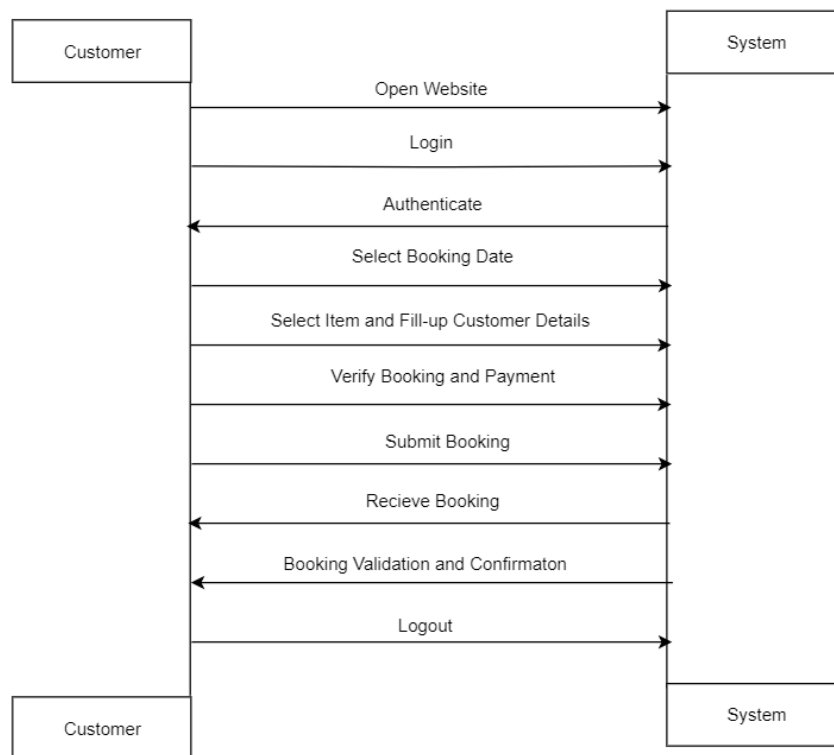 Customer
System
Open Website
Login
Authenticate
Select Booking Date
Select Item and Fill-up Customer Details
Verify Booking and Payment
Submit Booking
Recieve Booking
Booking Validation and Confirmaton
Logout
Customer
System